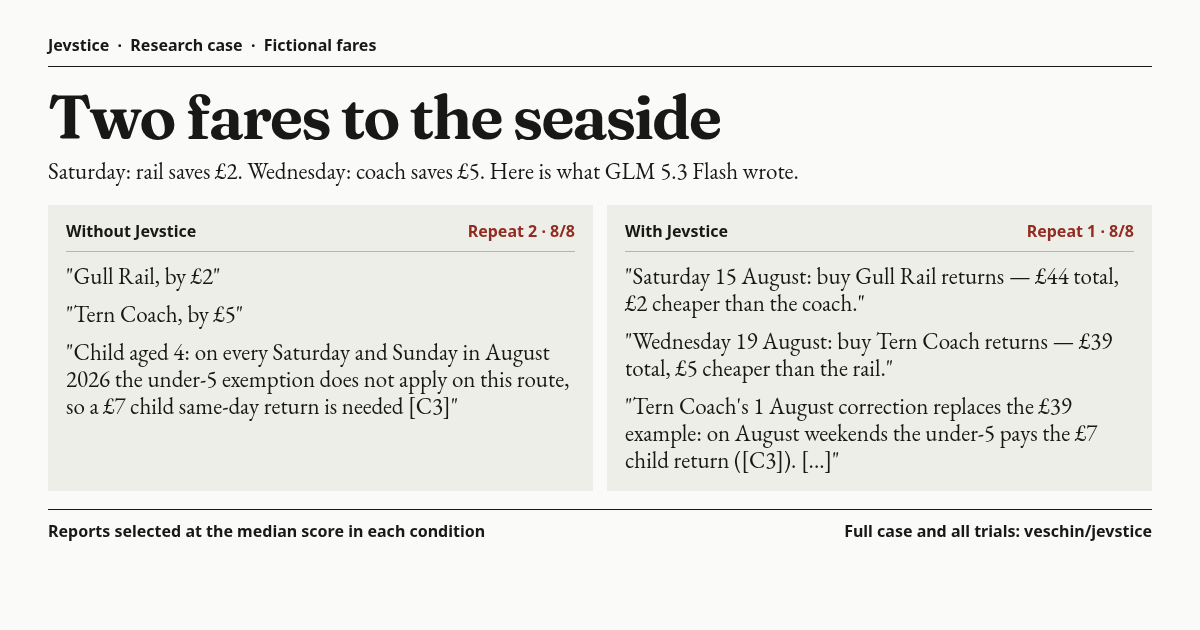 Jevstice · Research case · Fictional fares
Two fares to the seaside
Saturday: rail saves £2. Wednesday: coach saves £5. Here is what GLM 5.3 Flash wrote.
Without Jevstice
Repeat 2 · 8/8
"Gull Rail, by £2"
"Tern Coach, by £5"
"Child aged 4: on every Saturday and Sunday in August
2026 the under-5 exemption does not apply on this route,
so a £7 child same-day return is needed [C3]"
With Jevstice
Repeat 1 · 8/8
"Saturday 15 August: buy Gull Rail returns — £44 total,
£2 cheaper than the coach."
"Wednesday 19 August: buy Tern Coach returns — £39
total, £5 cheaper than the rail."
"Tern Coach's 1 August correction replaces the £39
example: on August weekends the under-5 pays the £7
child return ([C3]). [...]"
Reports selected at the median score in each condition
Full case and all trials: veschin/jevstice